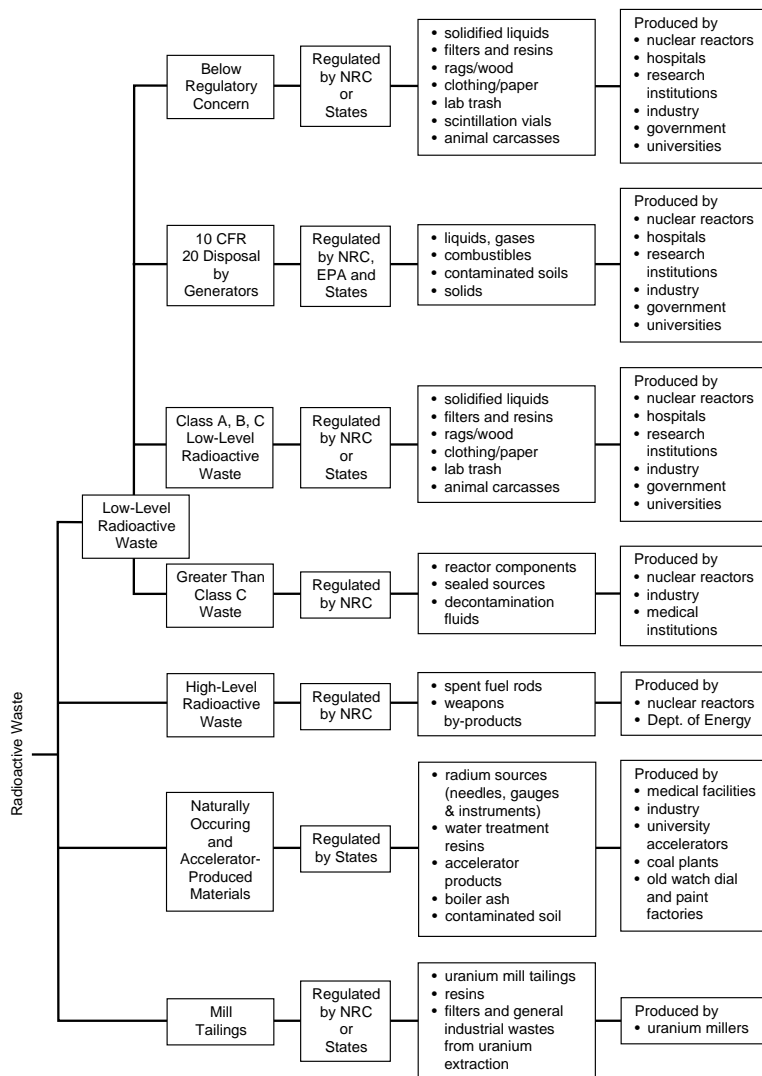 Radioactive Waste
Low-Level
Radioactive
Waste
Below
Regulatory
Concern
Regulated
by NRC
or
States
• solidified liquids
• filters and resins
• rags/wood
• clothing/paper
• lab trash
• scintillation vials
• animal carcasses
Produced by
• nuclear reactors
• hospitals
• research
institutions
• industry
• government
• universities
10 CFR
20 Disposal
by
Generators
Regulated
by NRC,
EPA and
States
• liquids, gases
• combustibles
• contaminated soils
• solids
Produced by
• nuclear reactors
• hospitals
• research
institutions
• industry
• government
• universities
Class A, B, C
Low-Level
Radioactive
Waste
Regulated
by NRC
or
States
• solidified liquids
• filters and resins
• rags/wood
• clothing/paper
• lab trash
• animal carcasses
Produced by
• nuclear reactors
• hospitals
• research
institutions
• industry
• government
• universities
Greater Than
Class C
Waste
Regulated
by NRC
• reactor components
• sealed sources
• decontamination
fluids
Produced by
• nuclear reactors
• industry
• medical
institutions
High-Level
Radioactive
Waste
Regulated
by NRC
• spent fuel rods
• weapons
by-products
Produced by
• nuclear reactors
• Dept. of Energy
Naturally
Occuring
and
Accelerator-
Produced
Materials
Regulated
by States
• radium sources
(needles, gauges
& instruments)
• water treatment
resins
• accelerator
products
• boiler ash
• contaminated soil
Produced by
• medical facilities
• industry
• university
accelerators
• coal plants
• old watch dial
and paint
factories
Mill
Tailings
Regulated
by NRC
or
States
• uranium mill tailings
• resins
• filters and general
industrial wastes
from uranium
extraction
Produced by
• uranium millers